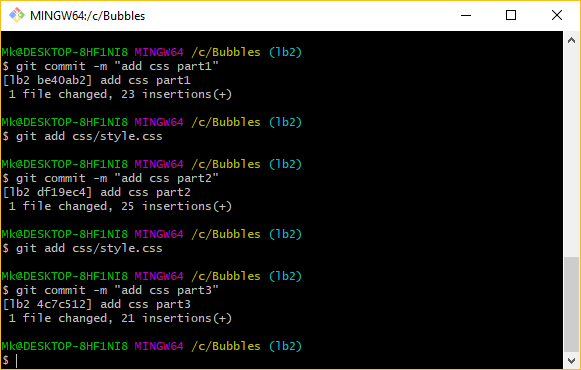 MINGW64:/c/Bubbles
Mk@DESKTOP-8HF1NI8 MINGW64 /c/Bubbles (lb2)
$ git commit -m "add css part1"
[lb2 be40ab2] add css part1
 1 file changed, 23 insertions(+)
Mk@DESKTOP-8HF1NI8 MINGW64 /c/Bubbles (lb2)
$ git add css/style.css
Mk@DESKTOP-8HF1NI8 MINGW64 /c/Bubbles (lb2)
$ git commit -m "add css part2"
[lb2 df19ec4] add css part2
 1 file changed, 25 insertions(+)
Mk@DESKTOP-8HF1NI8 MINGW64 /c/Bubbles (lb2)
$ git add css/style.css
Mk@DESKTOP-8HF1NI8 MINGW64 /c/Bubbles (lb2)
$ git commit -m "add css part3"
[lb2 4c7c512] add css part3
 1 file changed, 21 insertions(+)
Mk@DESKTOP-8HF1NI8 MINGW64 /c/Bubbles (lb2)
$